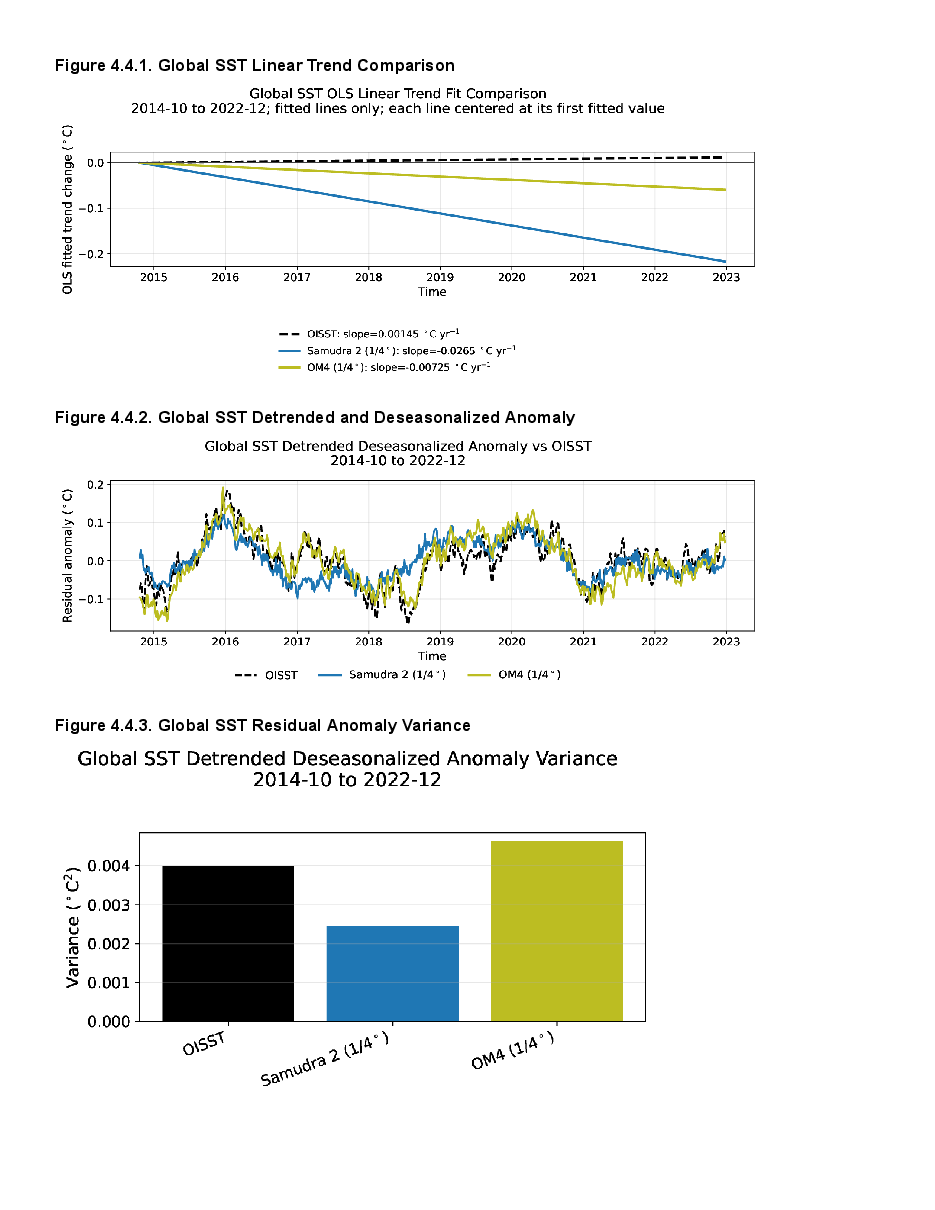 Figure 4.4.1. Global SST Linear Trend Comparison
Global SST OLS Linear Trend Fit Comparison
2014-10 to 2022-12; fitted lines only; each line centered at its first fitted value
OLS fitted trend change (°C)
0.0
−0.1
−0.2
2015 2016 2017 2018 2019 2020 2021 2022 2023
Time
OISST: slope=0.00145 °C yr⁻¹
Samudra 2 (1/4°): slope=-0.0265 °C yr⁻¹
OM4 (1/4°): slope=-0.00725 °C yr⁻¹
Figure 4.4.2. Global SST Detrended and Deseasonalized Anomaly
Global SST Detrended Deseasonalized Anomaly vs OISST
2014-10 to 2022-12
Residual anomaly (°C)
0.2
0.1
0.0
−0.1
2015 2016 2017 2018 2019 2020 2021 2022 2023
Time
OISST Samudra 2 (1/4°) OM4 (1/4°)
Figure 4.4.3. Global SST Residual Anomaly Variance
Global SST Detrended Deseasonalized Anomaly Variance
2014-10 to 2022-12
Variance (°C²)
0.004
0.003
0.002
0.001
0.000
OISST
Samudra 2 (1/4°)
OM4 (1/4°)